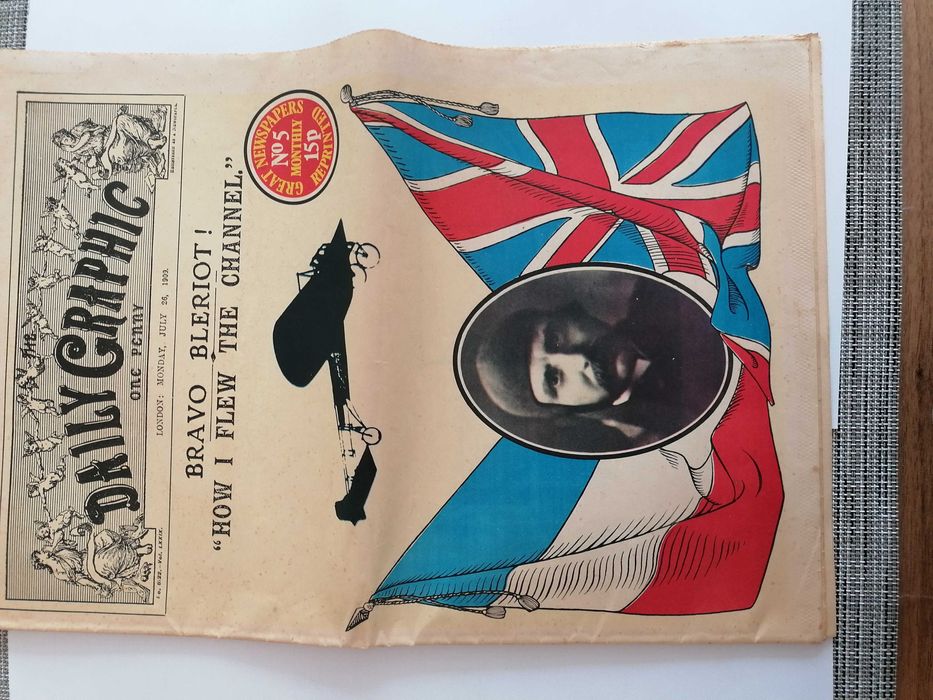 THE
DAILY GRAPHIC
ONE PENNY
LONDON: MONDAY, JULY 26, 1909.
BRAVO BLERIOT!
“HOW I FLEW THE CHANNEL.”
GREAT NEWSPAPERS
No 5
MONTHLY
15p
REPRINTED